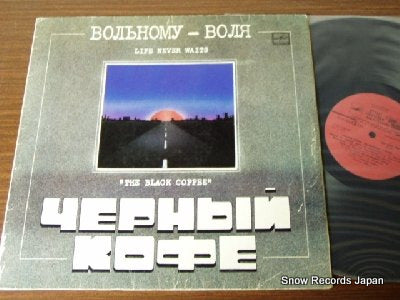 ВОЛЬНОМУ – ВОЛЯ
LIFE NEVER WAITS
"THE BLACK COFFEE"
ЧЕРНЫЙ
КОФЕ
Snow Records Japan